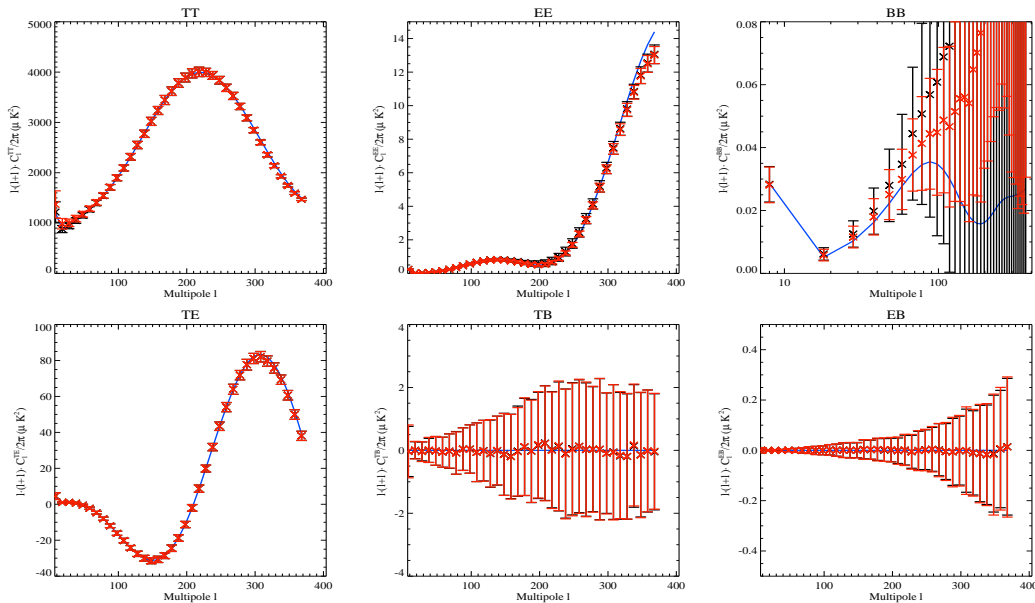 TT
EE
BB
5000
4000
3000
2000
1000
0
l·(l+1)· C_l^TT/2π (μ K²)
0 100 200 300 400
Multipole l
14
12
10
8
6
4
2
0
l·(l+1)· C_l^EE/2π (μ K²)
0 100 200 300 400
Multipole l
0.08
0.06
0.04
0.02
0.00
l·(l+1)· C_l^BB/2π (μ K²)
10 100
Multipole l
TE
TB
EB
100
80
60
40
20
0
-20
-40
l·(l+1)· C_l^TE/2π (μ K²)
100 200 300 400
Multipole l
4
2
0
-2
-4
l·(l+1)· C_l^TB/2π (μ K²)
100 200 300 400
Multipole l
0.4
0.2
0.0
-0.2
-0.4
l·(l+1)· C_l^EB/2π (μ K²)
100 200 300 400
Multipole l